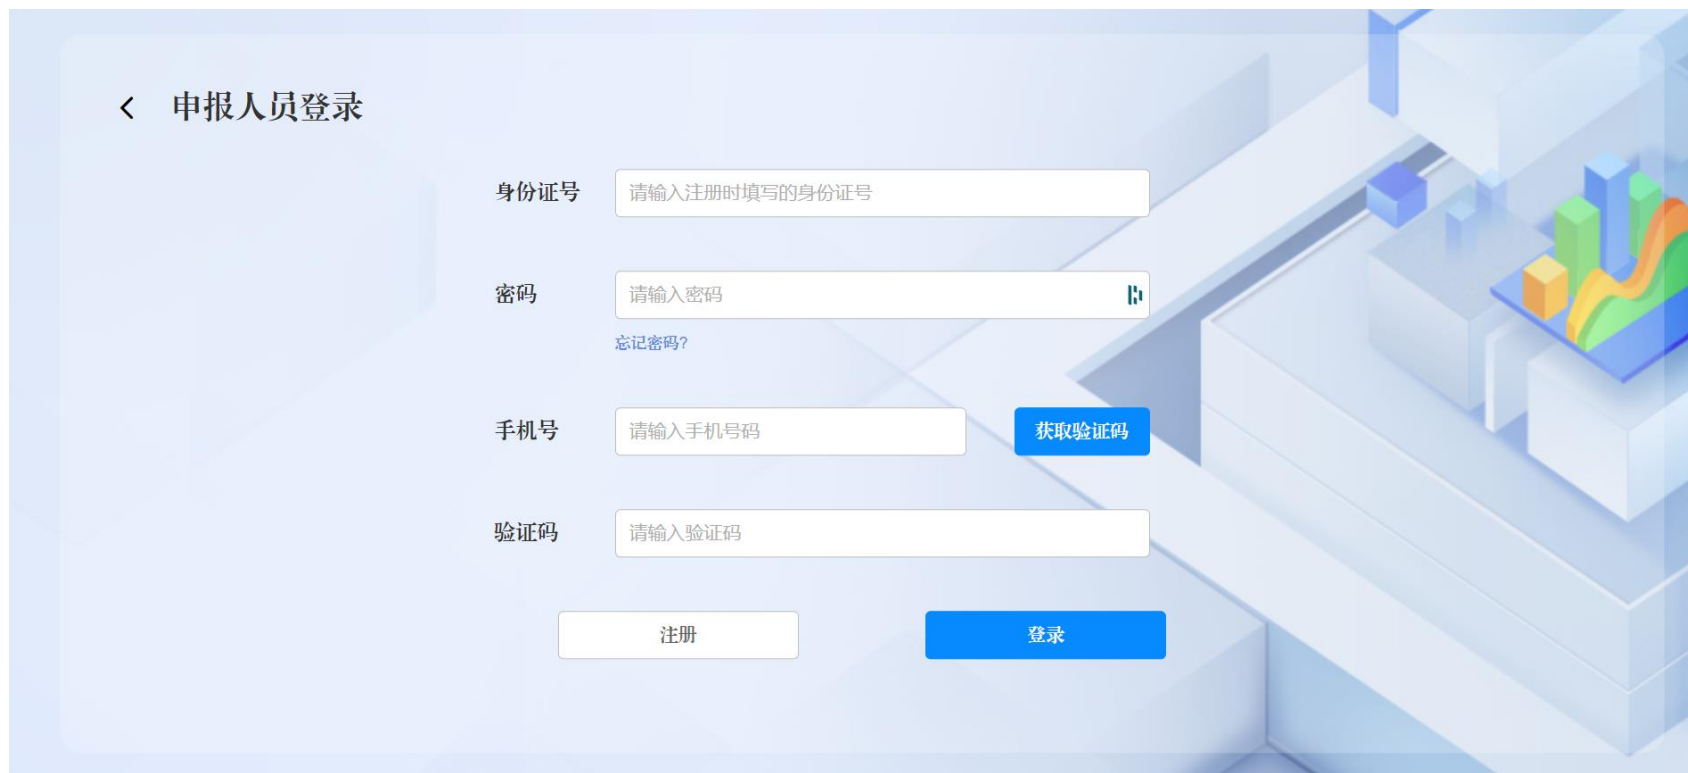 申报人员登录
身份证号 请输入注册时填写的身份证号
密码 请输入密码
忘记密码?
手机号 请输入手机号码 获取验证码
验证码 请输入验证码
注册 登录